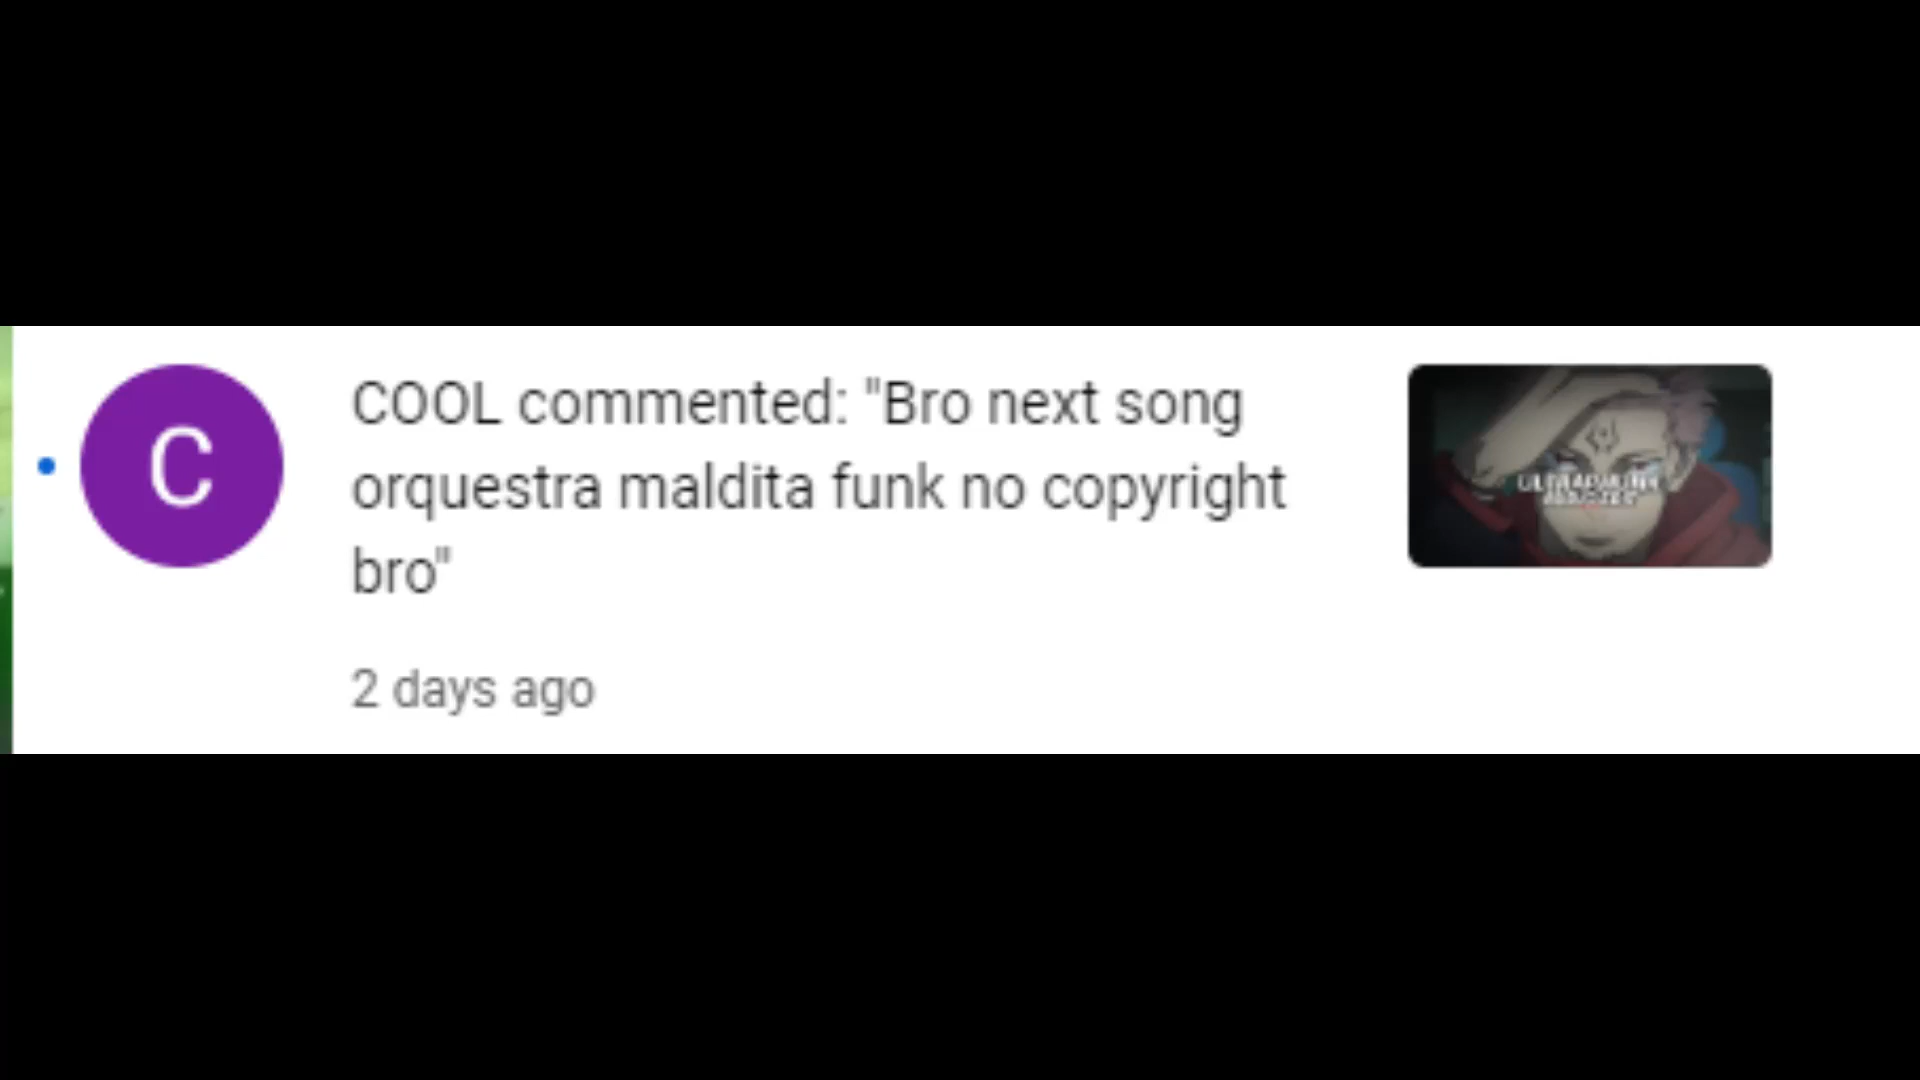 C
COOL commented: "Bro next song
orquestra maldita funk no copyright
bro"
2 days ago